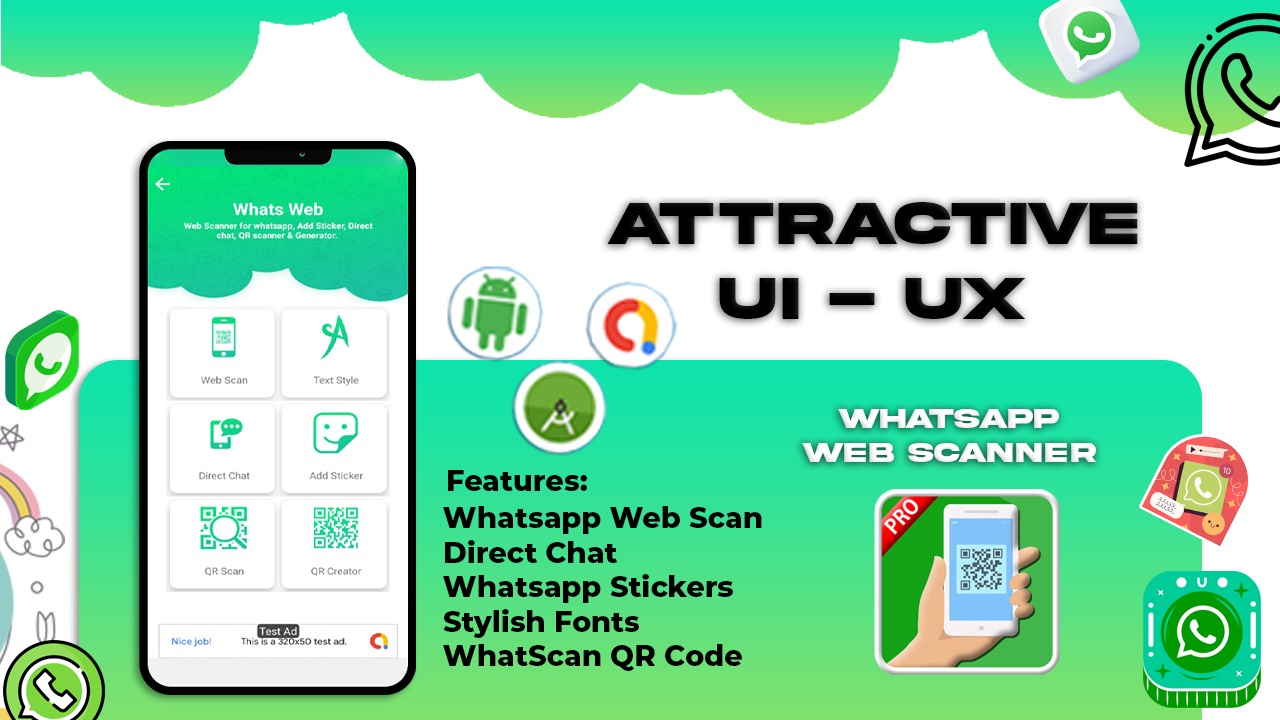 Whats Web
Web Scanner for whatsapp, Add Sticker, Direct
chat, QR scanner & Generator.
Web Scan
Text Style
Direct Chat
Add Sticker
QR Scan
QR Creator
Nice job!
Test Ad
This is a 320x50 test ad.
ATTRACTIVE
UI - UX
WHATSAPP
WEB SCANNER
PRO
Features:
Whatsapp Web Scan
Direct Chat
Whatsapp Stickers
Stylish Fonts
WhatScan QR Code
10